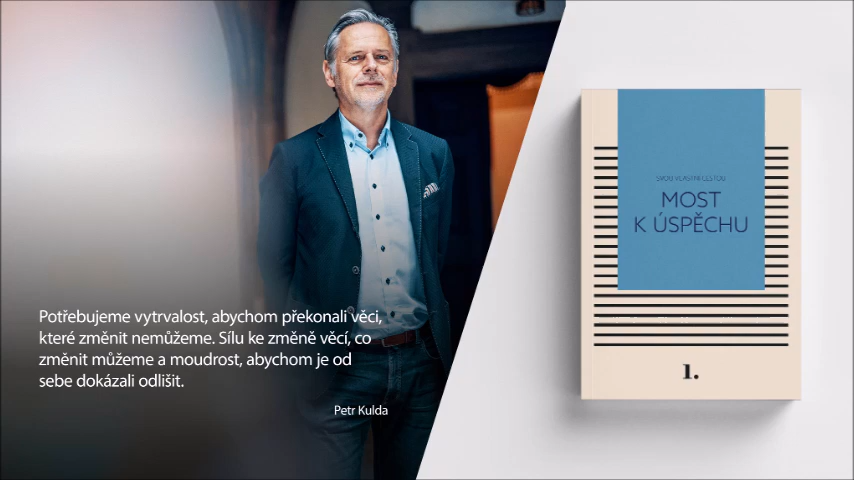 Potřebujeme vytrvalost, abychom překonali věci,
které změnit nemůžeme. Sílu ke změně věcí, co
změnit můžeme a moudrost, abychom je od
sebe dokázali odlišit.
Petr Kulda
SVOJÍ VLASTNÍ CESTOU
MOST
K ÚSPĚCHU
1.